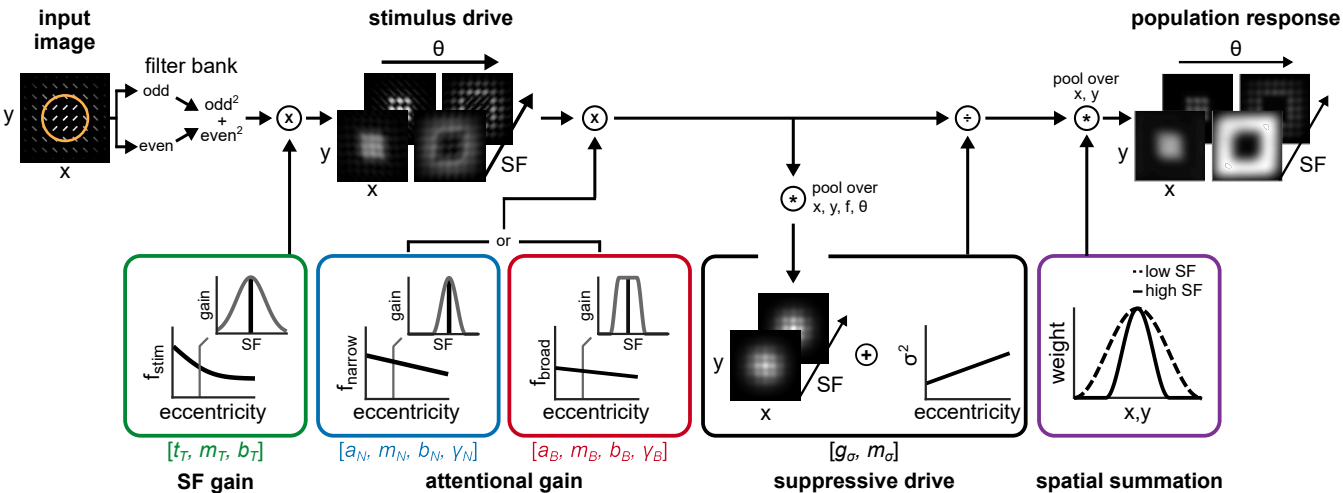 input
image
stimulus drive
population response
θ
θ
filter bank
odd
odd²
+
even²
even
y
x
x
y
x
SF
x
÷
pool over
x, y
*
y
x
SF
*
pool over
x, y, f, θ
or
gain
SF
f_stim
eccentricity
gain
SF
f_narrow
eccentricity
gain
SF
f_broad
eccentricity
y
x
SF
+
σ²
eccentricity
low SF
high SF
weight
x,y
[t_T, m_T, b_T]
[a_N, m_N, b_N, γ_N]
[a_B, m_B, b_B, γ_B]
[g_σ, m_σ]
SF gain
attentional gain
suppressive drive
spatial summation